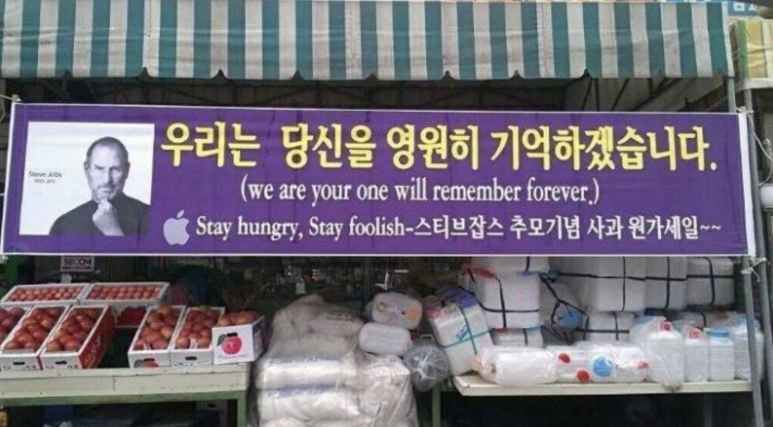 Steve Jobs
우리는 당신을 영원히 기억하겠습니다.
(we are your one will remember forever.)
Stay hungry, Stay foolish-스티브잡스 추모기념 사과 원가세일~~